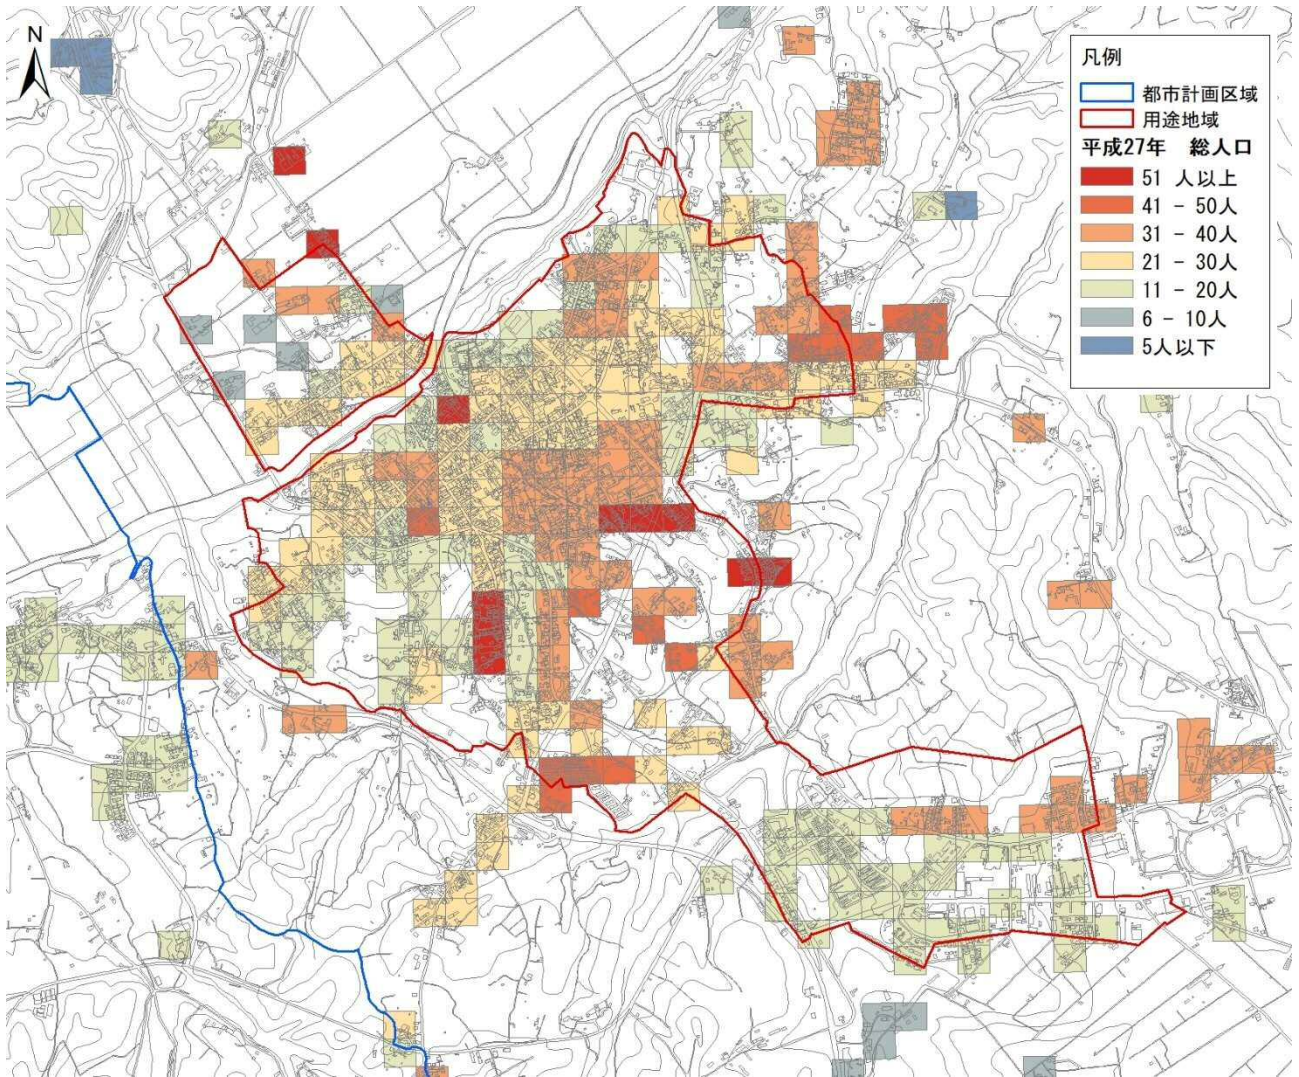 N
凡例
都市計画区域
用途地域
平成27年 総人口
51 人以上
41 - 50人
31 - 40人
21 - 30人
11 - 20人
6 - 10人
5人以下